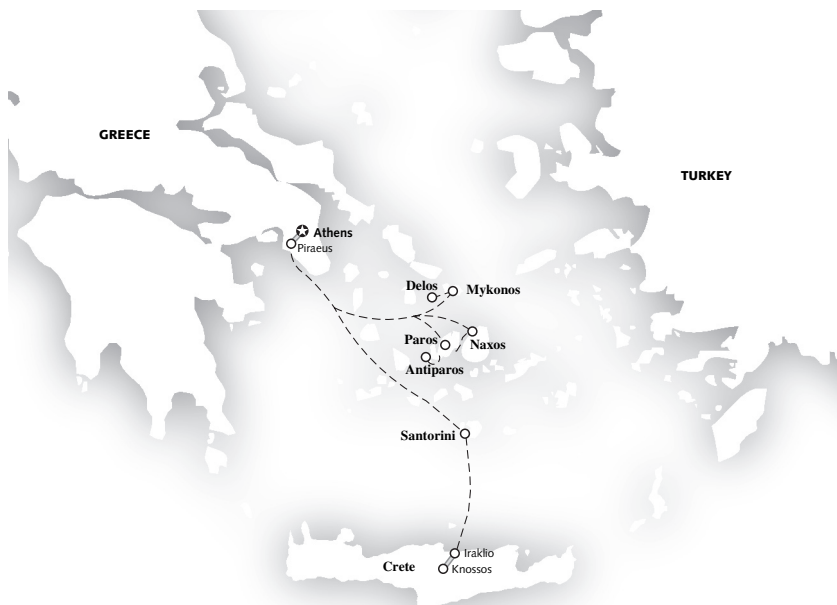 GREECE
TURKEY
Athens
Piraeus
Delos
Mykonos
Paros
Naxos
Antiparos
Santorini
Iraklio
Crete
Knossos